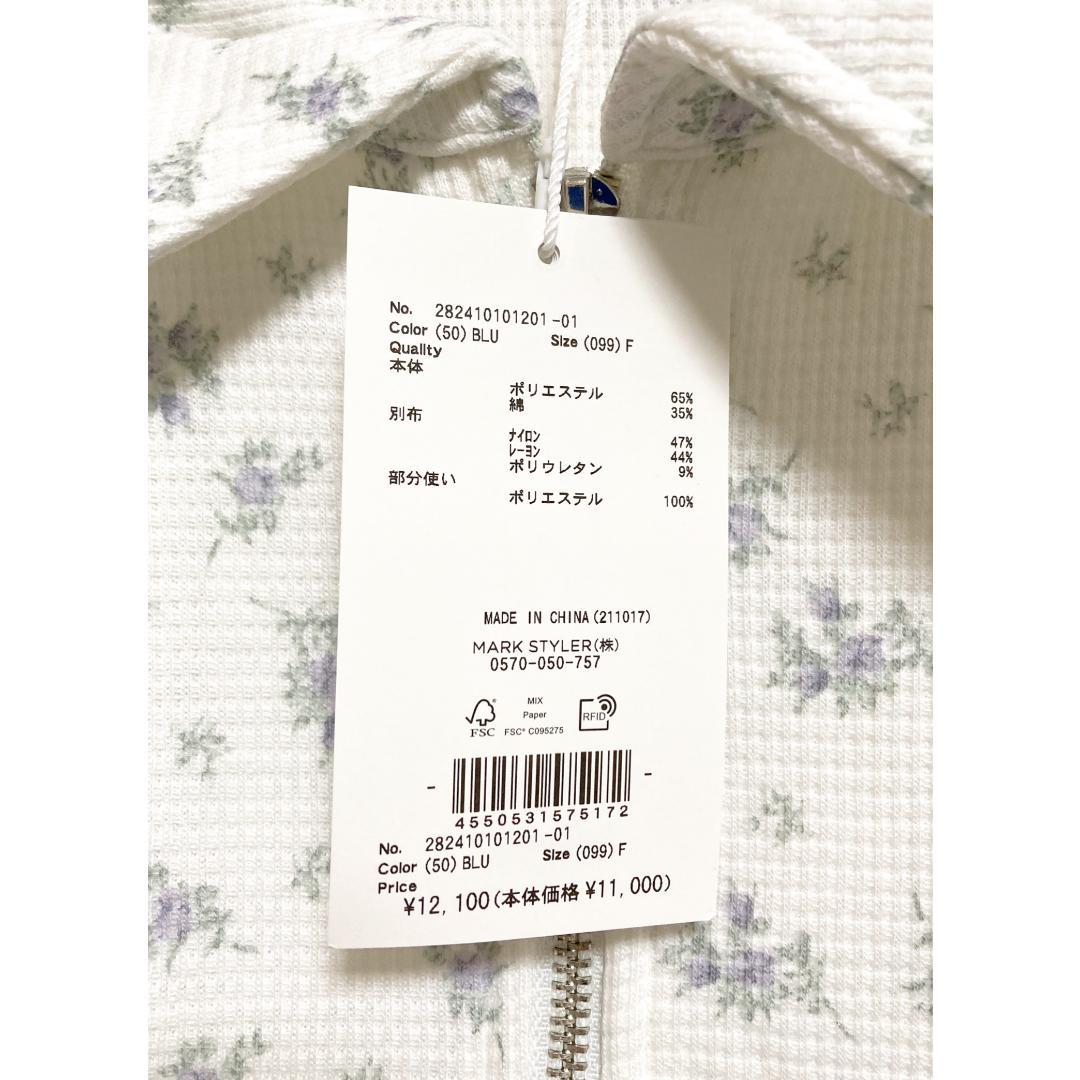 No. 282410101201-01
Color (50) BLU Size (099) F
Quality
本体
ポリエステル 65%
綿 35%
別布
ﾅｲﾛﾝ 47%
ﾚｰﾖﾝ 44%
ポリウレタン 9%
部分使い
ポリエステル 100%
MADE IN CHINA (211017)
MARK STYLER(株)
0570-050-757
MIX
Paper
FSC® C095275
FSC
RFID
4550531575172
No. 282410101201-01
Color (50) BLU Size (099) F
Price
¥12,100(本体価格¥11,000)